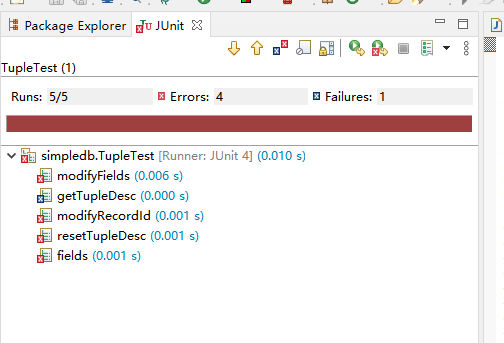 Package Explorer JUnit
TupleTest (1)
Runs: 5/5 Errors: 4 Failures: 1
simpledb.TupleTest [Runner: JUnit 4] (0.010 s)
modifyFields (0.006 s)
getTupleDesc (0.000 s)
modifyRecordId (0.001 s)
resetTupleDesc (0.001 s)
fields (0.001 s)